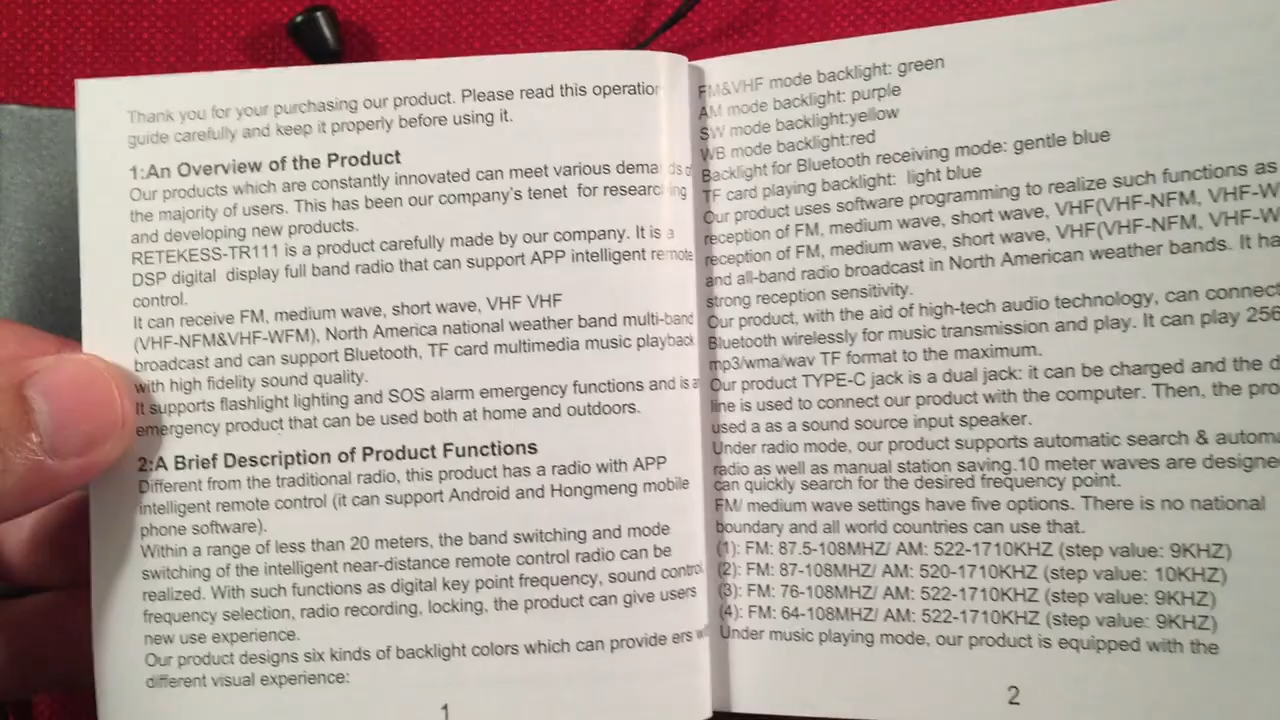 Thank you for your purchasing our product. Please read this operation
guide carefully and keep it properly before using it.
1:An Overview of the Product
Our products which are constantly innovated can meet various demands of
the majority of users. This has been our company's tenet for researching
and developing new products.
RETEKESS-TR111 is a product carefully made by our company. It is a
DSP digital display full band radio that can support APP intelligent remote
control.
It can receive FM, medium wave, short wave, VHF VHF
(VHF-NFM&VHF-WFM), North America national weather band multi-band
broadcast and can support Bluetooth, TF card multimedia music playback
with high fidelity sound quality.
It supports flashlight lighting and SOS alarm emergency functions and is a
emergency product that can be used both at home and outdoors.
2:A Brief Description of Product Functions
Different from the traditional radio, this product has a radio with APP
intelligent remote control (it can support Android and Hongmeng mobile
phone software).
Within a range of less than 20 meters, the band switching and mode
switching of the intelligent near-distance remote control radio can be
realized. With such functions as digital key point frequency, sound control
frequency selection, radio recording, locking, the product can give users
new use experience.
Our product designs six kinds of backlight colors which can provide ers
different visual experience:
1
FM&VHF mode backlight: green
AM mode backlight: purple
SW mode backlight:yellow
WB mode backlight:red
Backlight for Bluetooth receiving mode: gentle blue
TF card playing backlight: light blue
Our product uses software programming to realize such functions as
reception of FM, medium wave, short wave, VHF(VHF-NFM, VHF-W
reception of FM, medium wave, short wave, VHF(VHF-NFM, VHF-W
and all-band radio broadcast in North American weather bands. It ha
strong reception sensitivity.
Our product, with the aid of high-tech audio technology, can connect
Bluetooth wirelessly for music transmission and play. It can play 256
mp3/wma/wav TF format to the maximum.
Our product TYPE-C jack is a dual jack: it can be charged and the d
line is used to connect our product with the computer. Then, the pro
used a as a sound source input speaker.
Under radio mode, our product supports automatic search & automa
radio as well as manual station saving.10 meter waves are designe
can quickly search for the desired frequency point.
FM/ medium wave settings have five options. There is no national
boundary and all world countries can use that.
(1): FM: 87.5-108MHZ/ AM: 522-1710KHZ (step value: 9KHZ)
(2): FM: 87-108MHZ/ AM: 520-1710KHZ (step value: 10KHZ)
(3): FM: 76-108MHZ/ AM: 522-1710KHZ (step value: 9KHZ)
(4): FM: 64-108MHZ/ AM: 522-1710KHZ (step value: 9KHZ)
Under music playing mode, our product is equipped with the
2